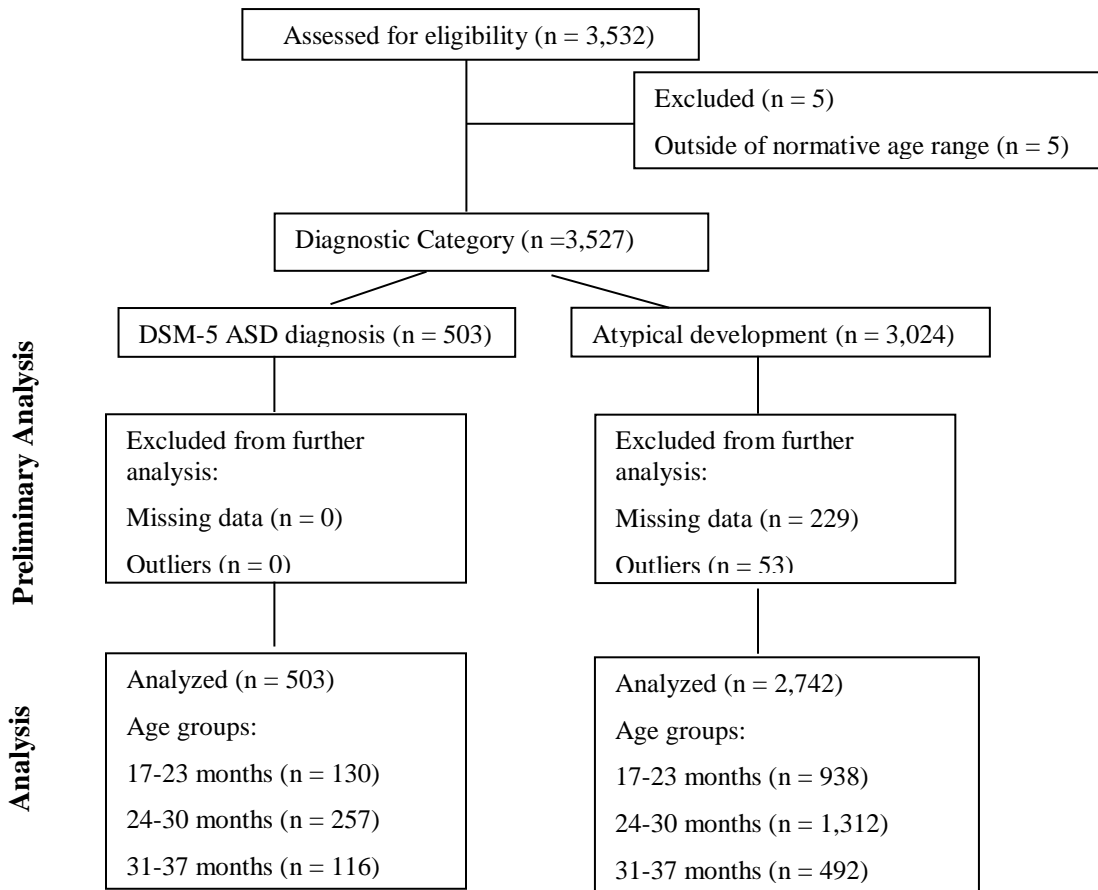 Assessed for eligibility (n = 3,532)
Excluded (n = 5)
Outside of normative age range (n = 5)
Diagnostic Category (n =3,527)
DSM-5 ASD diagnosis (n = 503)
Atypical development (n = 3,024)
Preliminary Analysis
Excluded from further
analysis:
Missing data (n = 0)
Outliers (n = 0)
Excluded from further
analysis:
Missing data (n = 229)
Outliers (n = 53)
Analysis
Analyzed (n = 503)
Age groups:
17-23 months (n = 130)
24-30 months (n = 257)
31-37 months (n = 116)
Analyzed (n = 2,742)
Age groups:
17-23 months (n = 938)
24-30 months (n = 1,312)
31-37 months (n = 492)